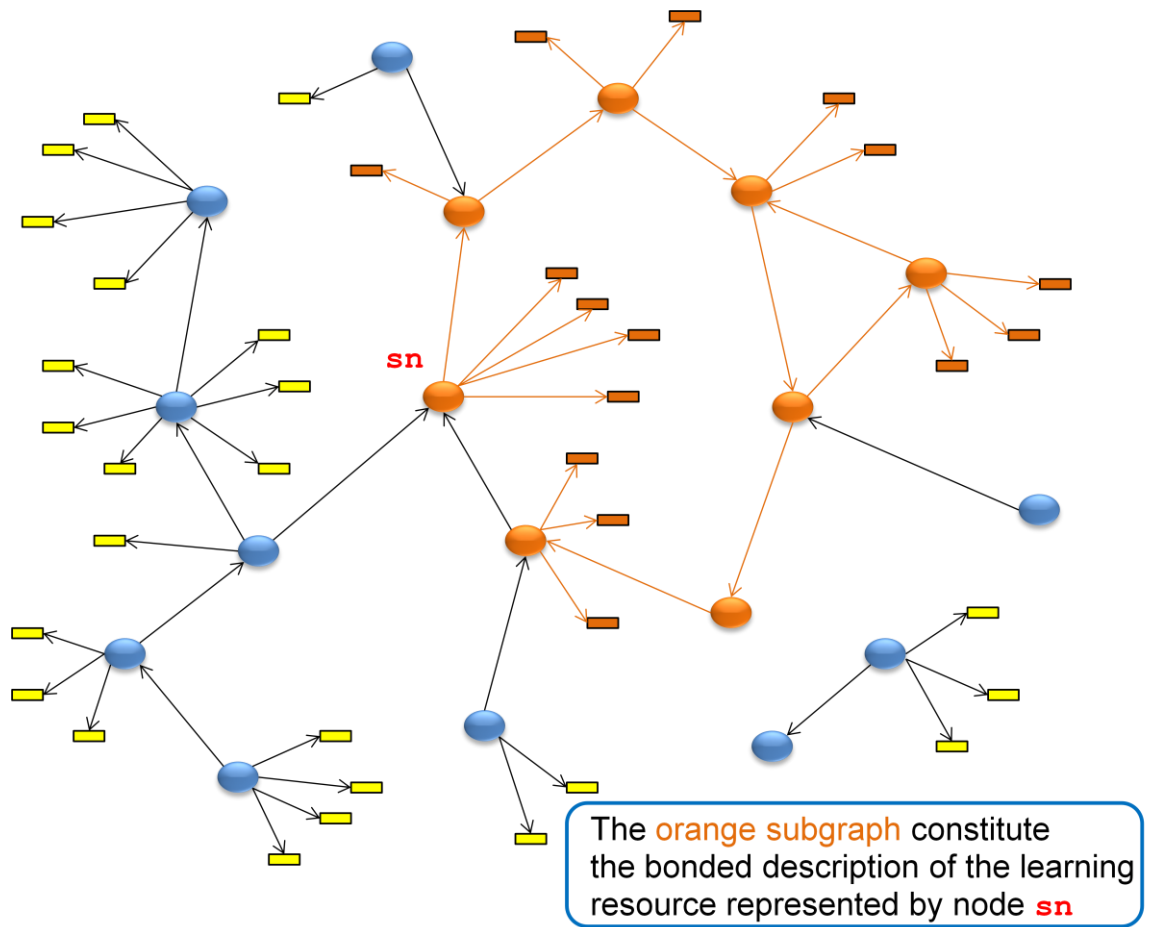 sn
The orange subgraph constitute
the bonded description of the learning
resource represented by node sn